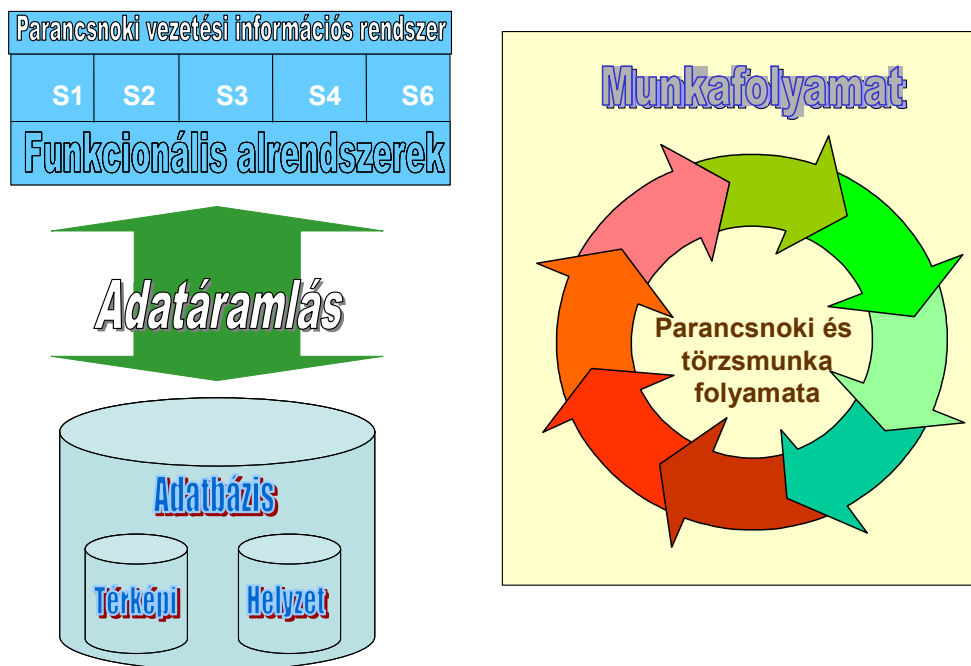 Parancsnoki vezetési információs rendszer
S1 S2 S3 S4 S6
Funkcionális alrendszerek
Adatáramlás
Adatbázis
Térképi
Helyzet
Munkafolyamat
Parancsnoki és
törzsmunka
folyamata